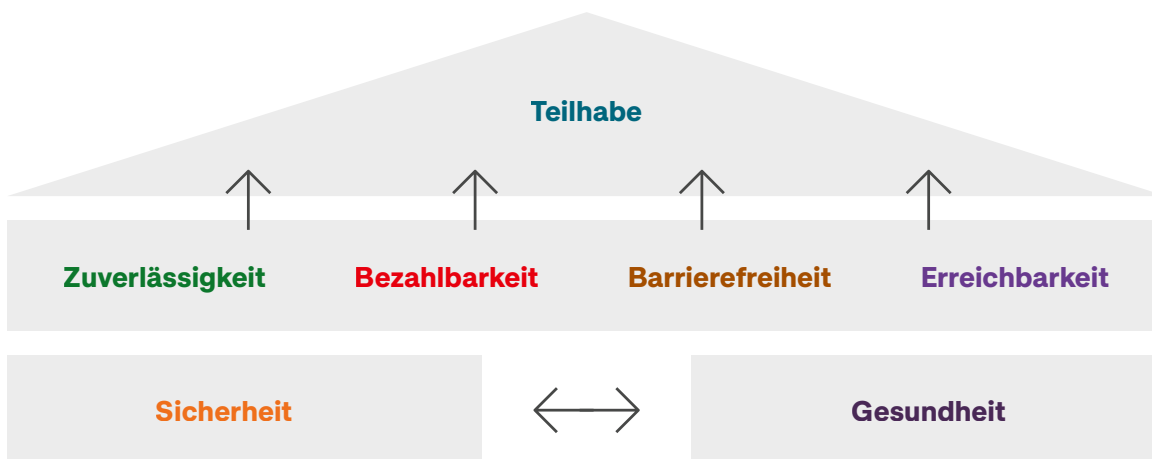 Teilhabe
Zuverlässigkeit Bezahlbarkeit Barrierefreiheit Erreichbarkeit
Sicherheit Gesundheit